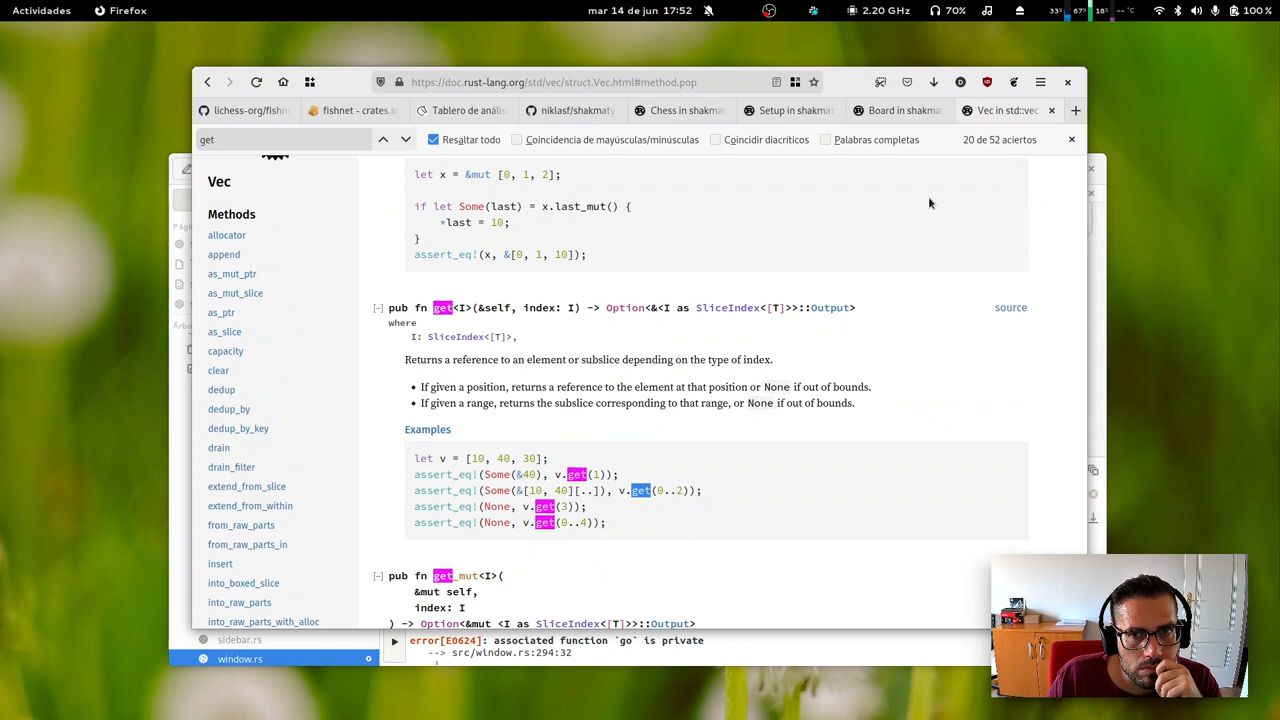 Actividades
Firefox
mar 14 de jun 17:52
2.20 GHz
70%
33%
67%
18%
-- °C
100 %
https://doc.rust-lang.org/std/vec/struct.Vec.html#method.pop
lichess-org/fishn
fishnet - crates.io
Tablero de anális
niklasf/shakmaty
Chess in shakmat
Setup in shakmat
Board in shakmat
Vec in std::vec
get
Resaltar todo
Coincidencia de mayúsculas/minúsculas
Coincidir diacríticos
Palabras completas
20 de 52 aciertos
Vec
Methods
allocator
append
as_mut_ptr
as_mut_slice
as_ptr
as_slice
capacity
clear
dedup
dedup_by
dedup_by_key
drain
drain_filter
extend_from_slice
extend_from_within
from_raw_parts
from_raw_parts_in
insert
into_boxed_slice
into_raw_parts
into_raw_parts_with_alloc
let x = &mut [0, 1, 2];
if let Some(last) = x.last_mut() {
*last = 10;
}
assert_eq!(x, &[0, 1, 10]);
[-] pub fn get<I>(&self, index: I) -> Option<&<I as SliceIndex<[T]>>::Output>
source
where
I: SliceIndex<[T]>,
Returns a reference to an element or subslice depending on the type of index.
• If given a position, returns a reference to the element at that position or None if out of bounds.
• If given a range, returns the subslice corresponding to that range, or None if out of bounds.
Examples
let v = [10, 40, 30];
assert_eq!(Some(&40), v.get(1));
assert_eq!(Some(&[10, 40][..]), v.get(0..2));
assert_eq!(None, v.get(3));
assert_eq!(None, v.get(0..4));
[-] pub fn get_mut<I>(
&mut self,
index: I
) -> Option<&mut <I as SliceIndex<[T]>>::Output>
sidebar.rs
window.rs
error[E0624]: associated function `go` is private
--> src/window.rs:294:32